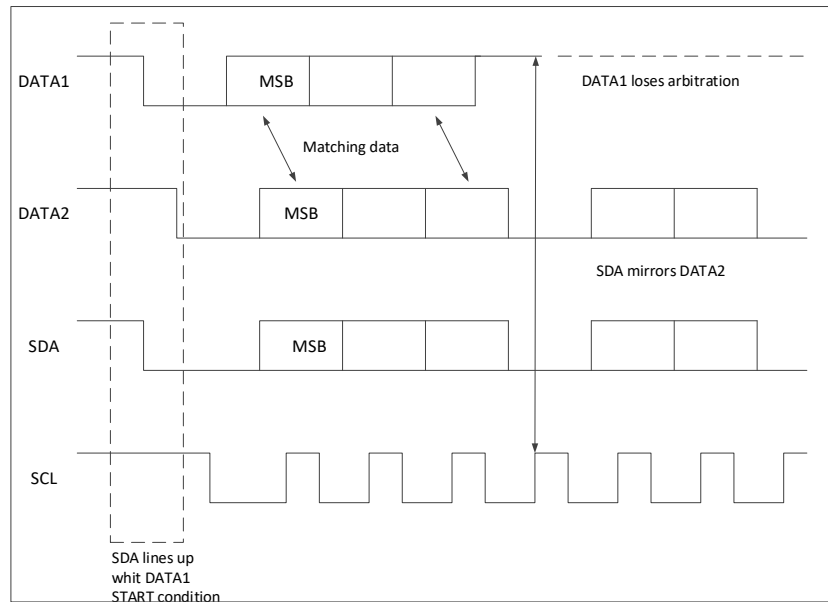 DATA1
MSB
DATA1 loses arbitration
Matching data
DATA2
MSB
SDA mirrors DATA2
SDA
MSB
SCL
SDA lines up
whit DATA1
START condition